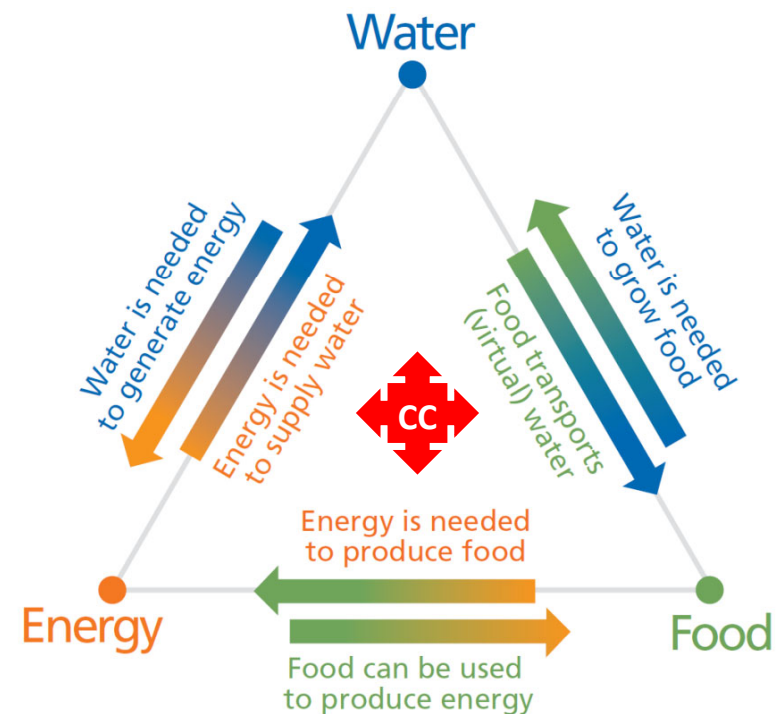 Water
Water is needed
to generate energy
Energy is needed
to supply water
CC
Food transports
(virtual) water
Water is needed
to grow food
Energy is needed
to produce food
Energy
Food
Food can be used
to produce energy